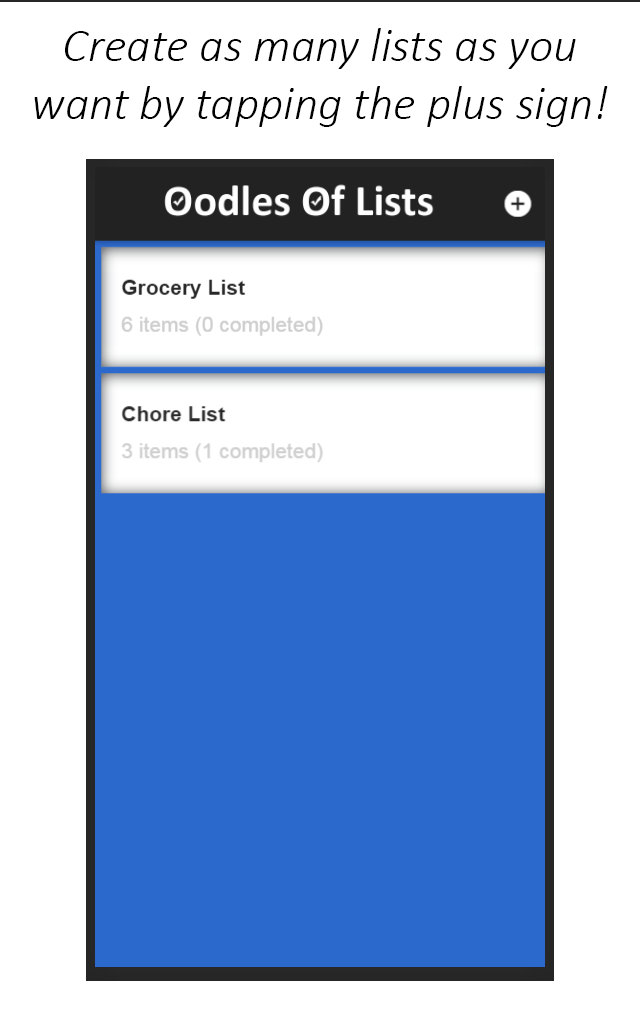 Create as many lists as you
want by tapping the plus sign!
Oodles Of Lists
Grocery List
6 items (0 completed)
Chore List
3 items (1 completed)